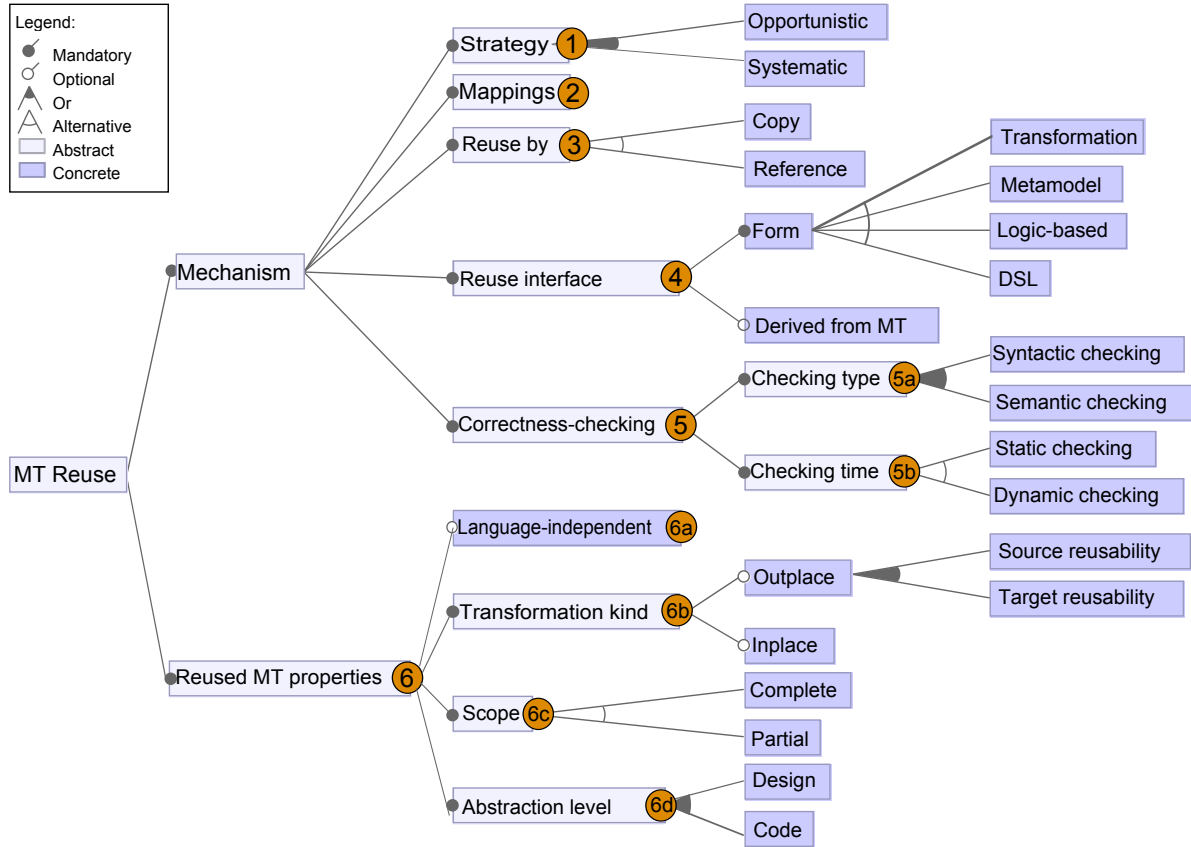 Legend:
Mandatory
Optional
Or
Alternative
Abstract
Concrete
MT Reuse
Mechanism
Strategy 1
Opportunistic
Systematic
Mappings 2
Reuse by 3
Copy
Reference
Reuse interface 4
Form
Transformation
Metamodel
Logic-based
DSL
Derived from MT
Correctness-checking 5
Checking type 5a
Syntactic checking
Semantic checking
Checking time 5b
Static checking
Dynamic checking
Reused MT properties 6
Language-independent 6a
Transformation kind 6b
Outplace
Source reusability
Target reusability
Inplace
Scope 6c
Complete
Partial
Abstraction level 6d
Design
Code